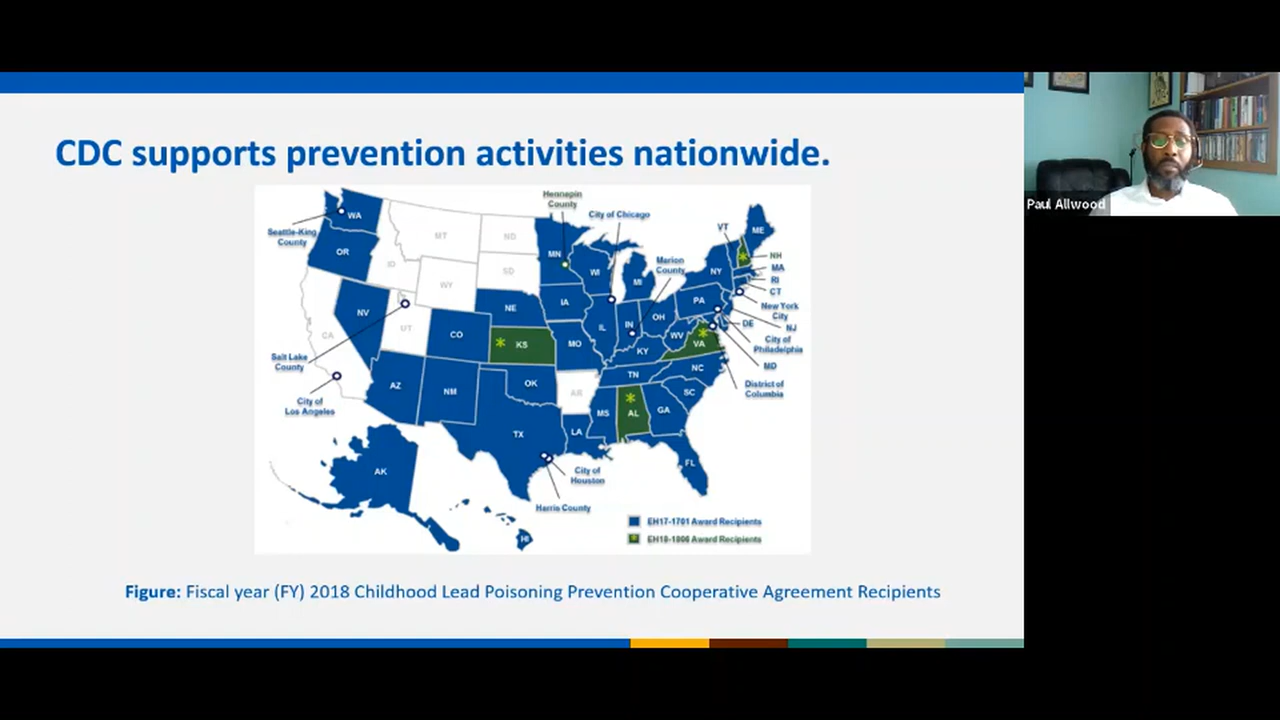 CDC supports prevention activities nationwide.
Hennepin
County
City of Chicago
VT
ME
WA
Seattle-King
County
MT
ND
MN
NH
OR
Marion
County
MA
ID
SD
WI
NY
RI
WY
MI
CT
New York
City
NE
IA
PA
NV
OH
NJ
UT
CO
IL
IN
DE
CA
KS
MO
WV
VA
City of
Philadelphia
KY
Salt Lake
County
MD
NC
TN
AZ
NM
OK
AR
SC
District of
Columbia
City of
Los Angeles
MS
AL
GA
TX
LA
FL
AK
City of
Houston
Harris County
HI
EH17-1701 Award Recipients
EH18-1806 Award Recipients
Figure: Fiscal year (FY) 2018 Childhood Lead Poisoning Prevention Cooperative Agreement Recipients
Paul Allwood